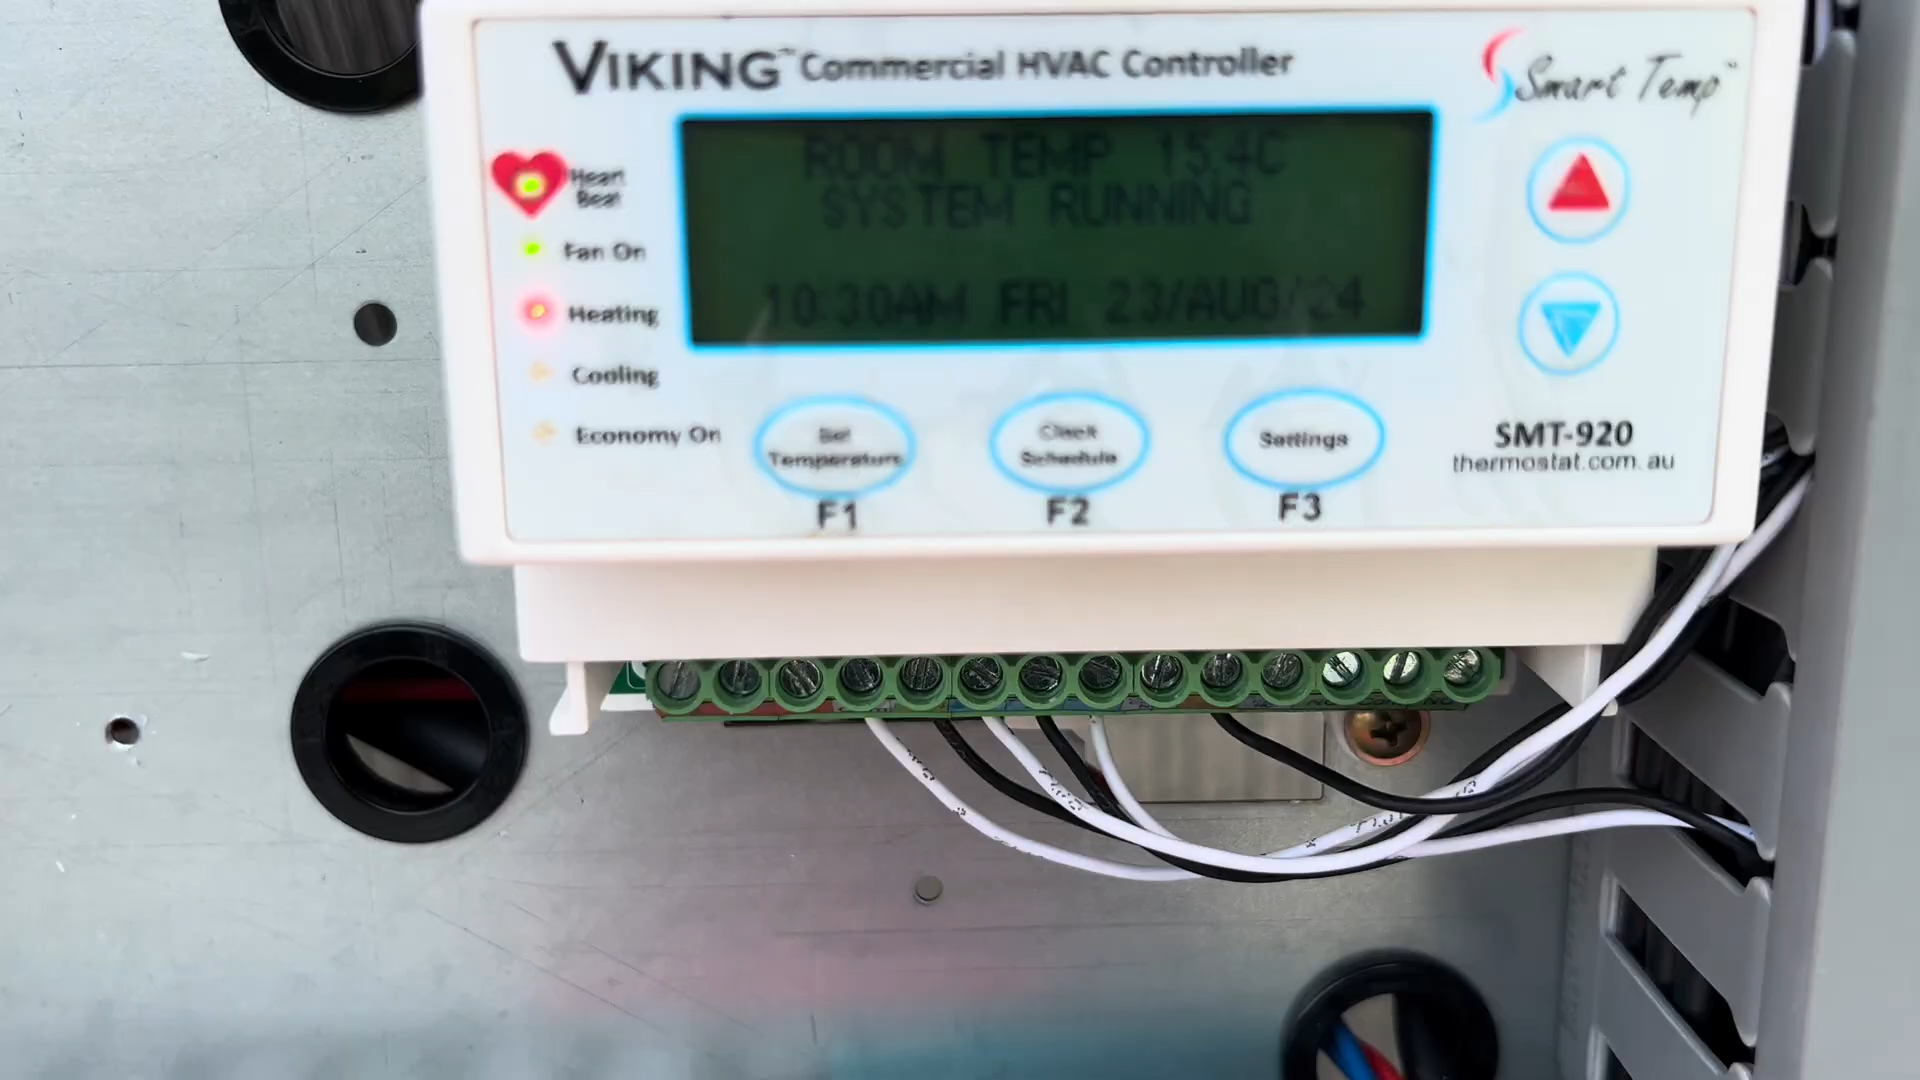 VIKING™ Commercial HVAC Controller
Smart Temp™
ROOM TEMP 15.4C
SYSTEM RUNNING
10:30AM FRI 23/AUG/24
Heart Beat
Fan On
Heating
Cooling
Economy On
Set Temperature
F1
Clock Schedule
F2
Settings
F3
SMT-920
thermostat.com.au